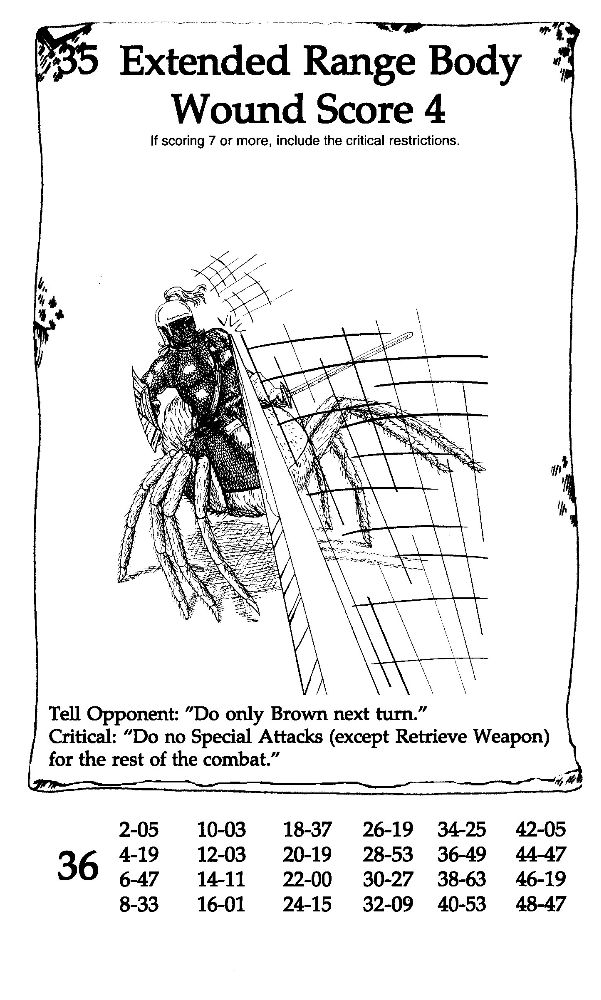 35 Extended Range Body
Wound Score 4
If scoring 7 or more, include the critical restrictions.
Tell Opponent: "Do only Brown next turn."
Critical: "Do no Special Attacks (except Retrieve Weapon)
for the rest of the combat."
36
2-05 10-03 18-37 26-19 34-25 42-05
4-19 12-03 20-19 28-53 36-49 44-47
6-47 14-11 22-00 30-27 38-63 46-19
8-33 16-01 24-15 32-09 40-53 48-47